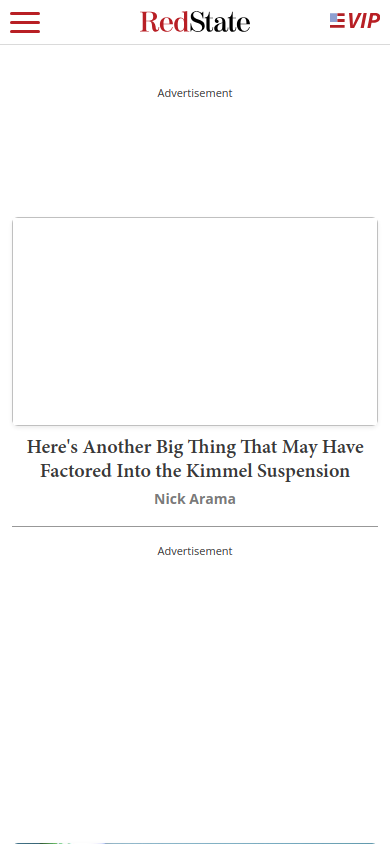 RedState
VIP
Advertisement
Here's Another Big Thing That May Have
Factored Into the Kimmel Suspension
Nick Arama
Advertisement